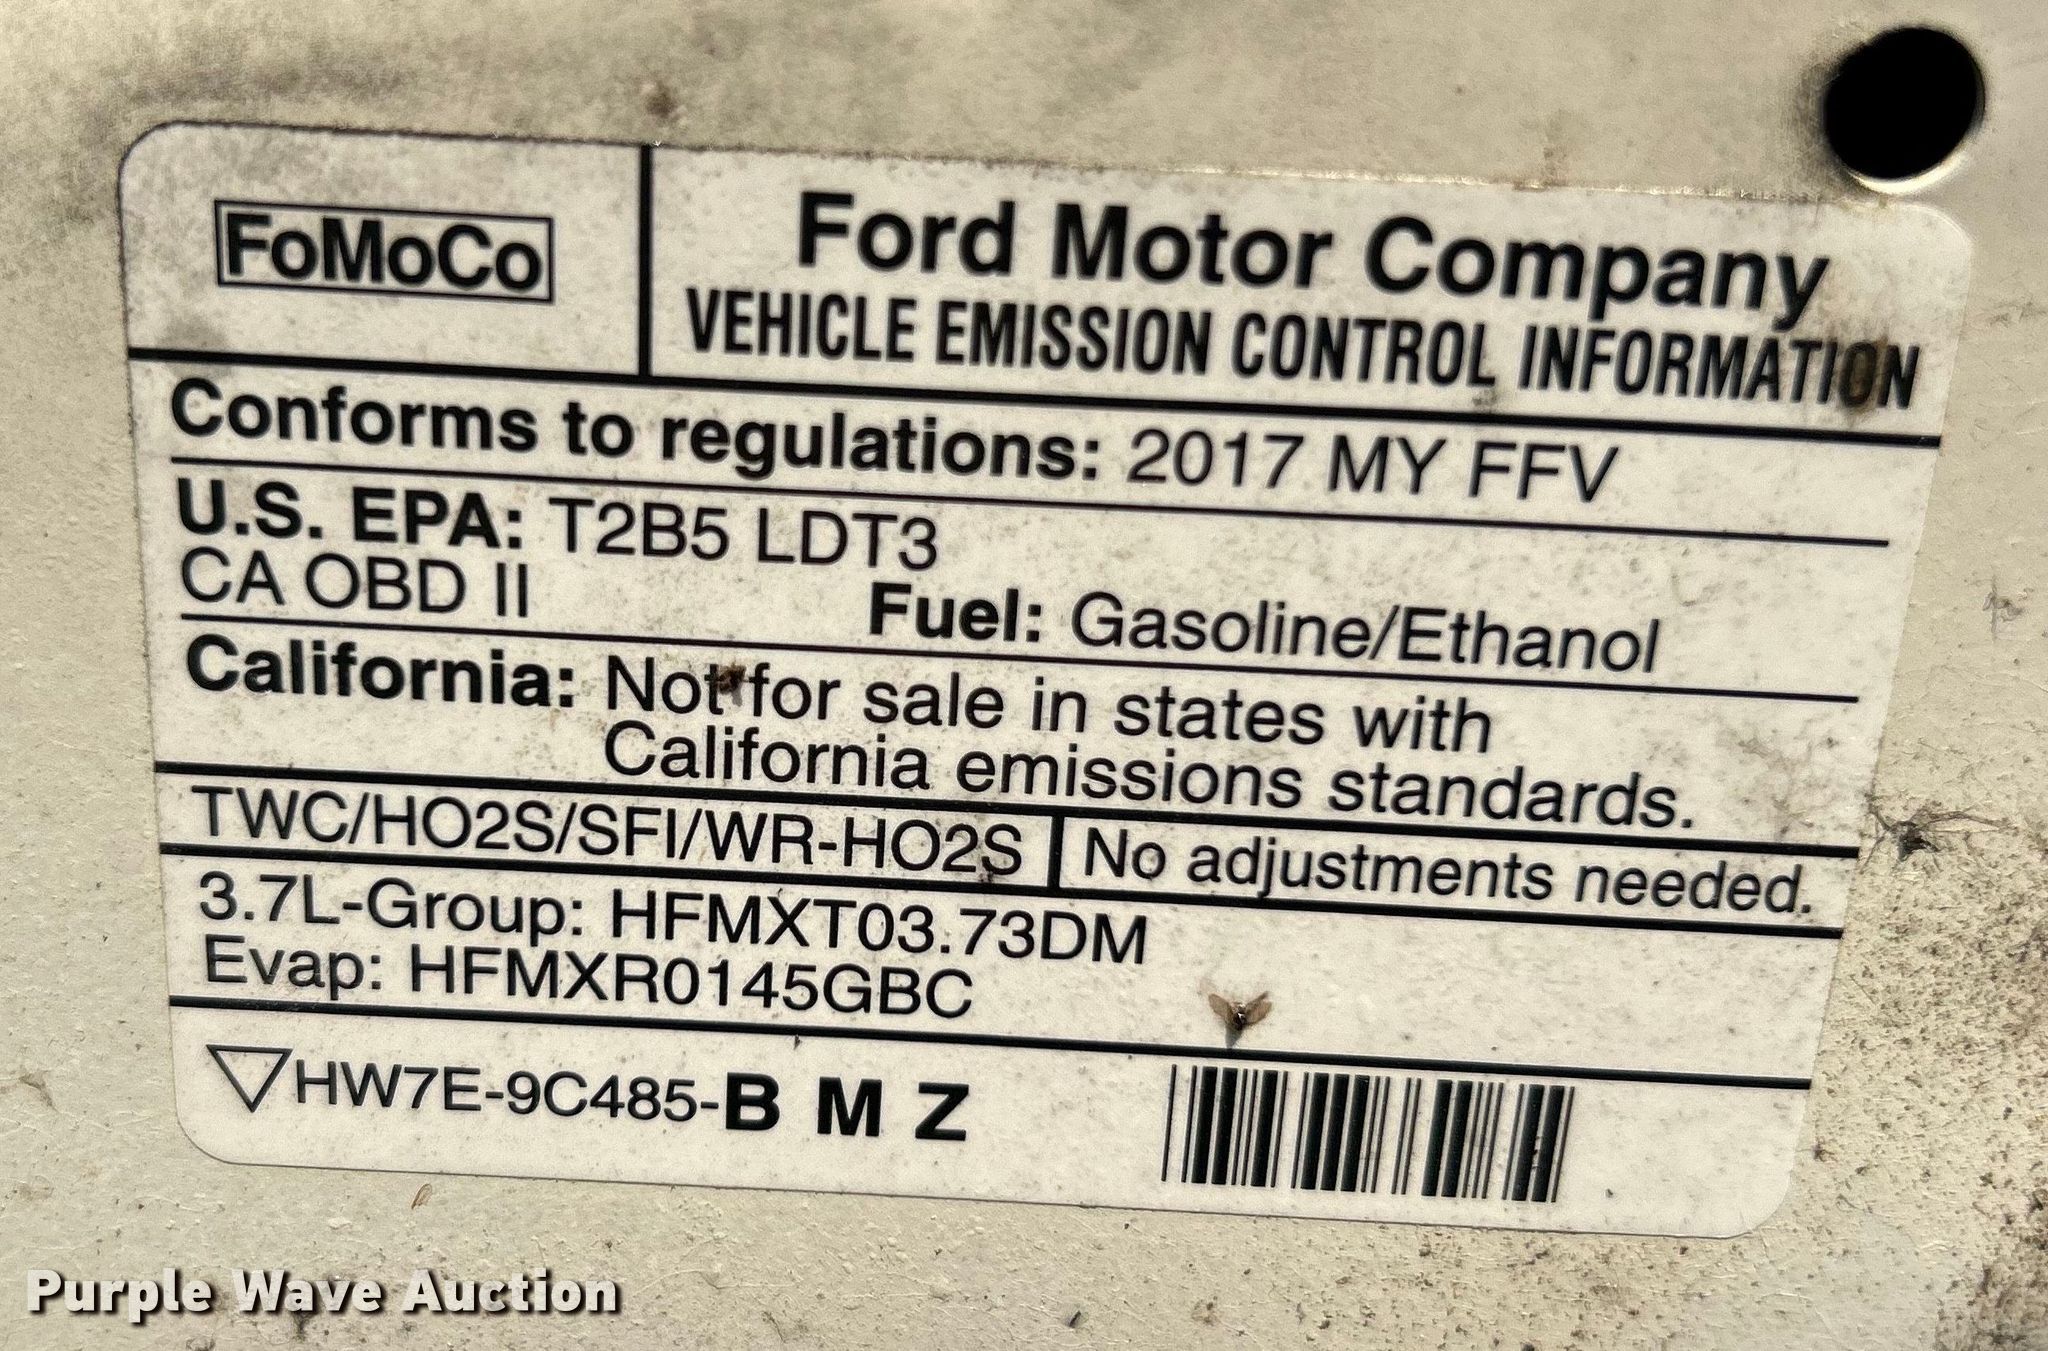 FoMoCo
Ford Motor Company
VEHICLE EMISSION CONTROL INFORMATION
Conforms to regulations: 2017 MY FFV
U.S. EPA: T2B5 LDT3
CA OBD II Fuel: Gasoline/Ethanol
California: Not for sale in states with
California emissions standards.
TWC/HO2S/SFI/WR-HO2S No adjustments needed.
3.7L-Group: HFMXT03.73DM
Evap: HFMXR0145GBC
HW7E-9C485-B M Z
Purple Wave Auction